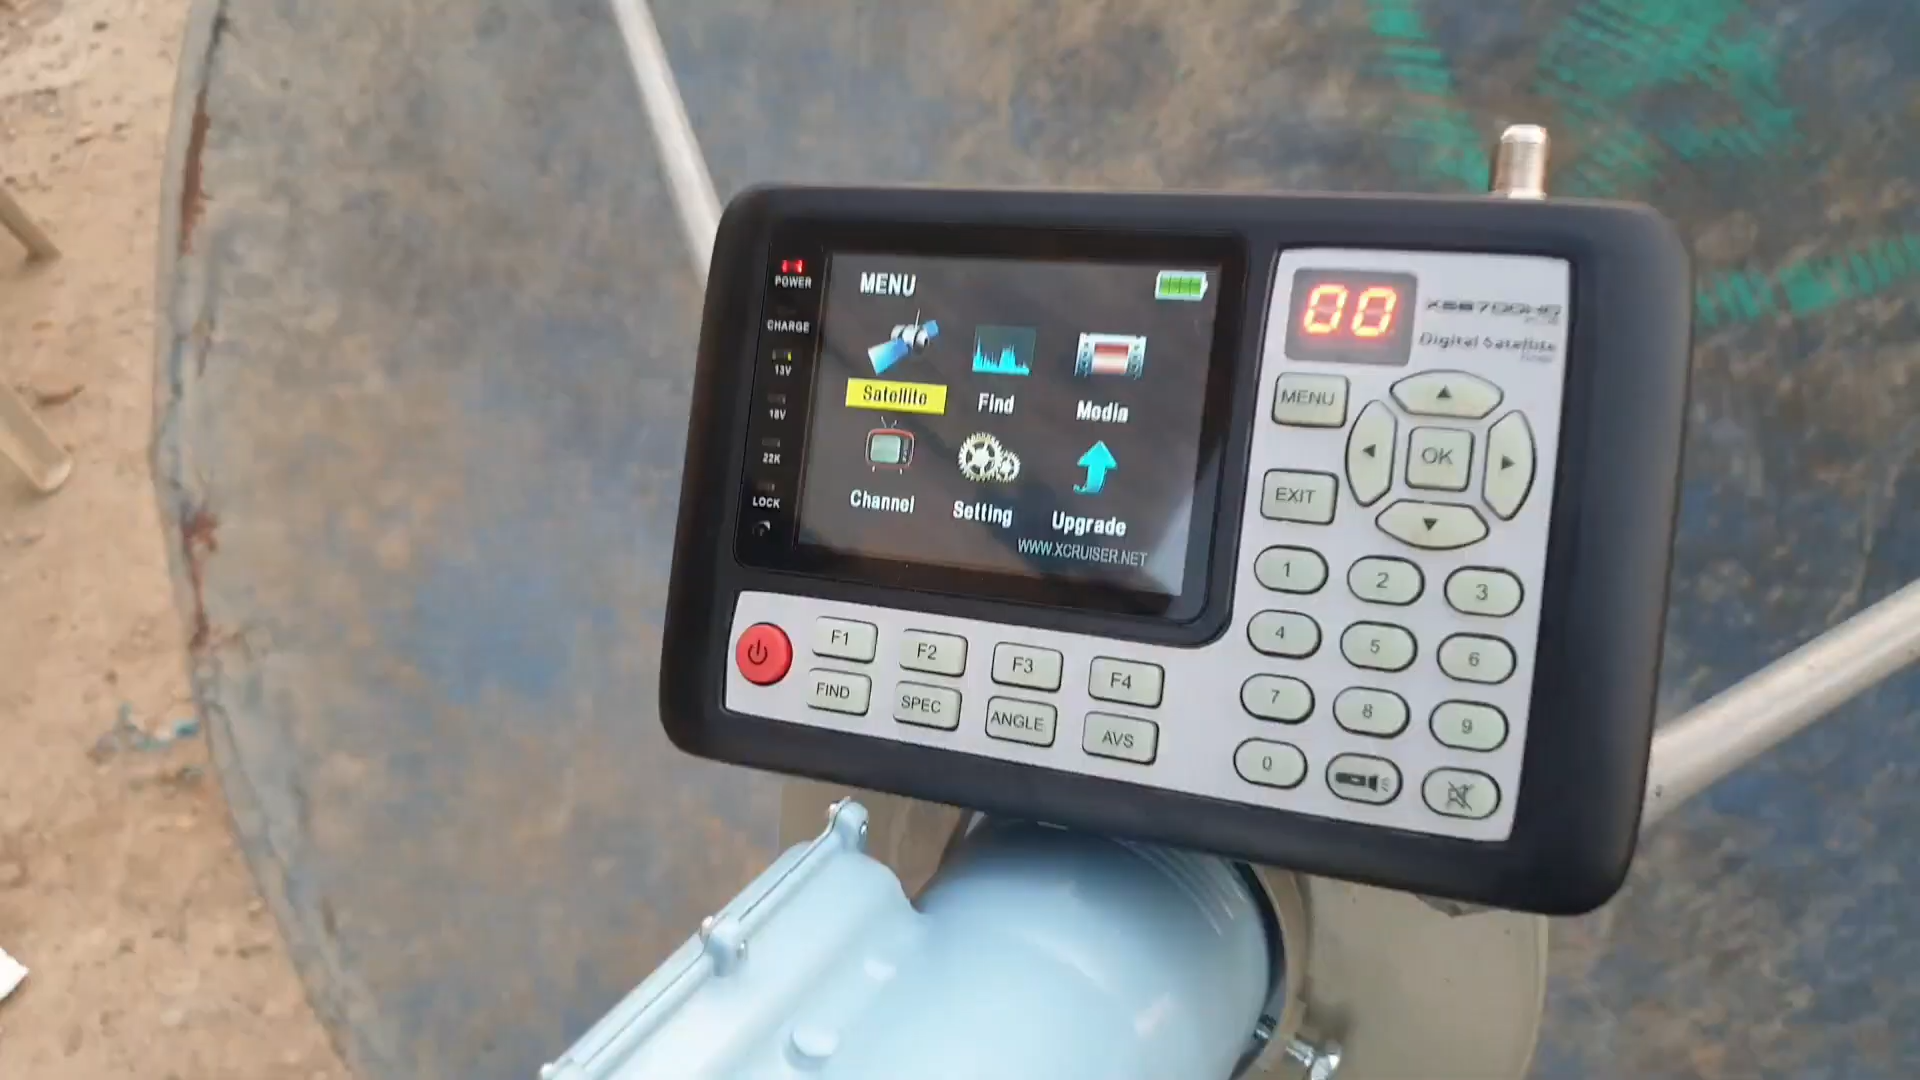 POWER
CHARGE
13V
18V
22K
LOCK
MENU
Satellite
Find
Media
Channel
Setting
Upgrade
WWW.XCRUISER.NET
00
Digital Satellite
MENU
OK
EXIT
1 2 3
4 5 6
7 8 9
0
F1 F2 F3 F4
FIND SPEC ANGLE AVS